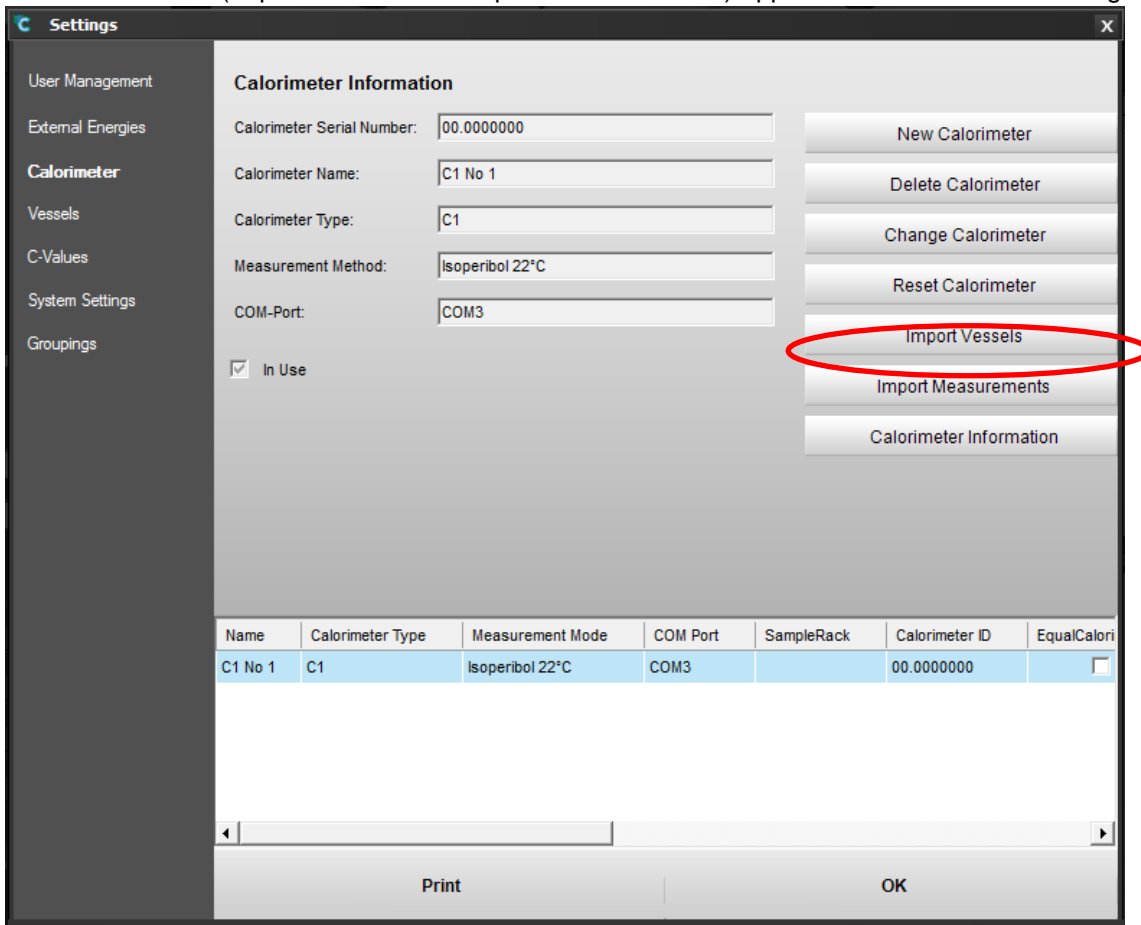 C Settings X
User Management
External Energies
Calorimeter
Vessels
C-Values
System Settings
Groupings
Calorimeter Information
Calorimeter Serial Number: 00.0000000
Calorimeter Name: C1 No 1
Calorimeter Type: C1
Measurement Method: Isoperibol 22°C
COM-Port: COM3
In Use
New Calorimeter
Delete Calorimeter
Change Calorimeter
Reset Calorimeter
Import Vessels
Import Measurements
Calorimeter Information
Name Calorimeter Type Measurement Mode COM Port SampleRack Calorimeter ID EqualCalori
C1 No 1 C1 Isoperibol 22°C COM3 00.0000000
Print OK